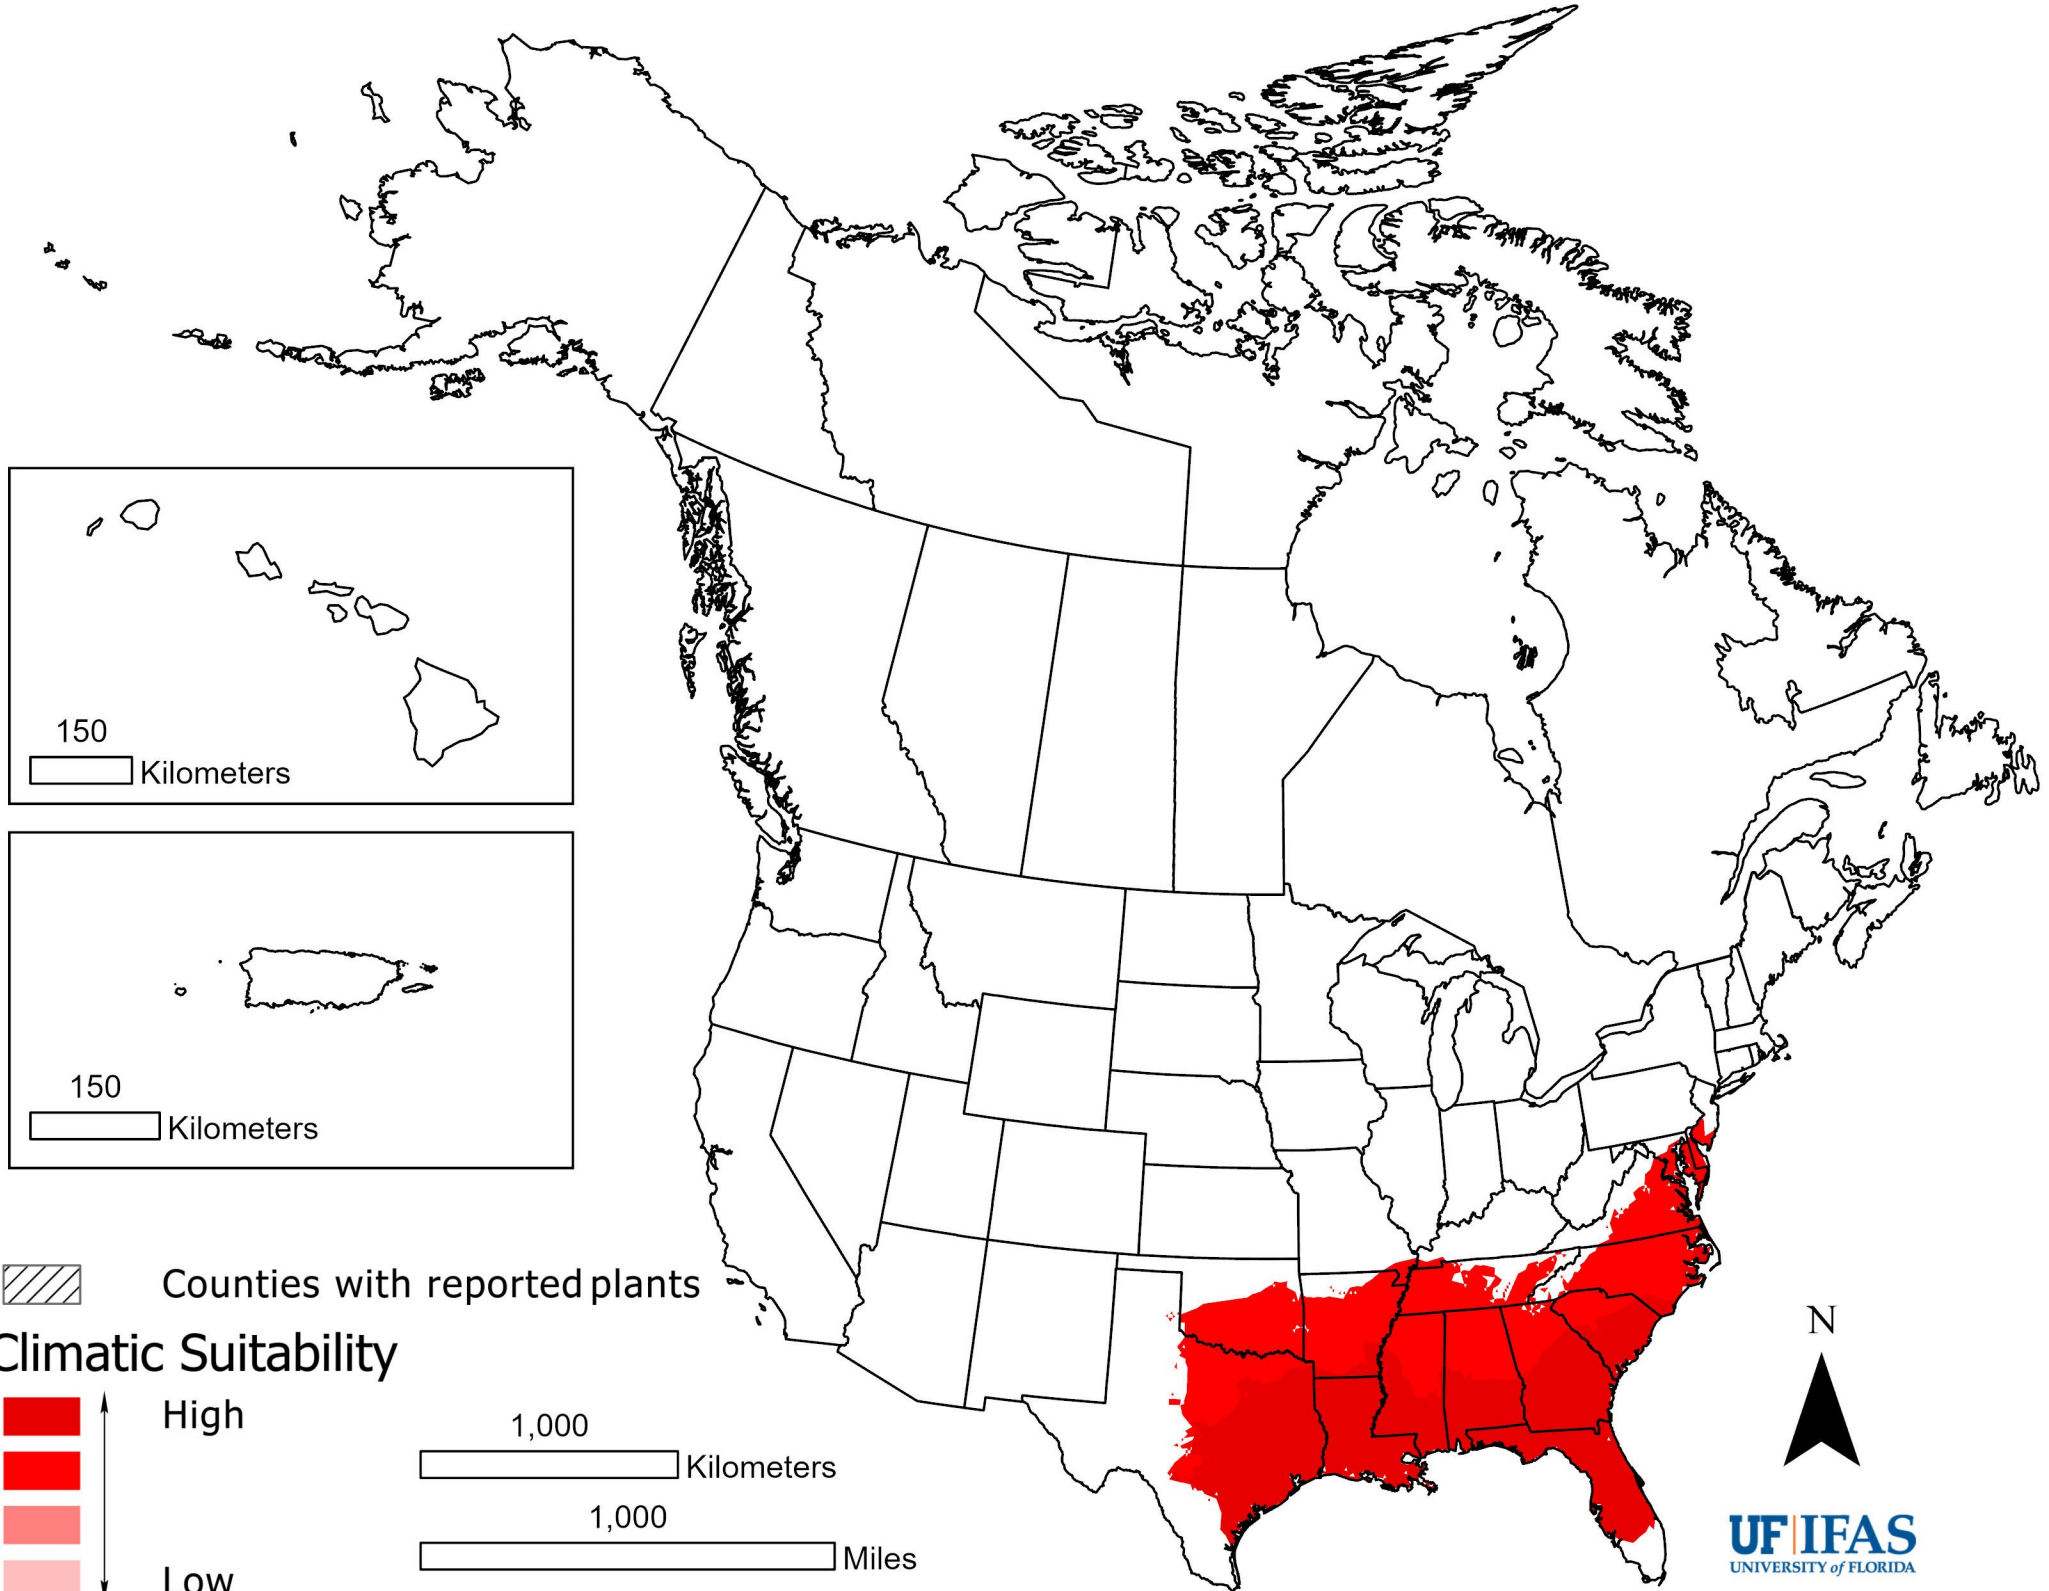 150
Kilometers
150
Kilometers
Counties with reported plants
Climatic Suitability
High
Low
1,000
Kilometers
1,000
Miles
N
UF|IFAS
UNIVERSITY of FLORIDA